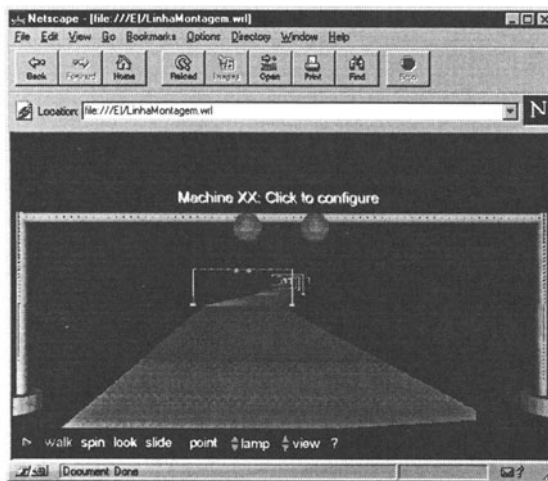 Netscape - [file:///E|/LinhaMontagem.wrl]
File Edit View Go Bookmarks Options Directory Window Help
Back Forward Home Reload Images Open Print Find Stop
Location: file:///E|/LinhaMontagem.wrl N
Machine XX: Click to configure
walk spin look slide point lamp view ?
Document: Done